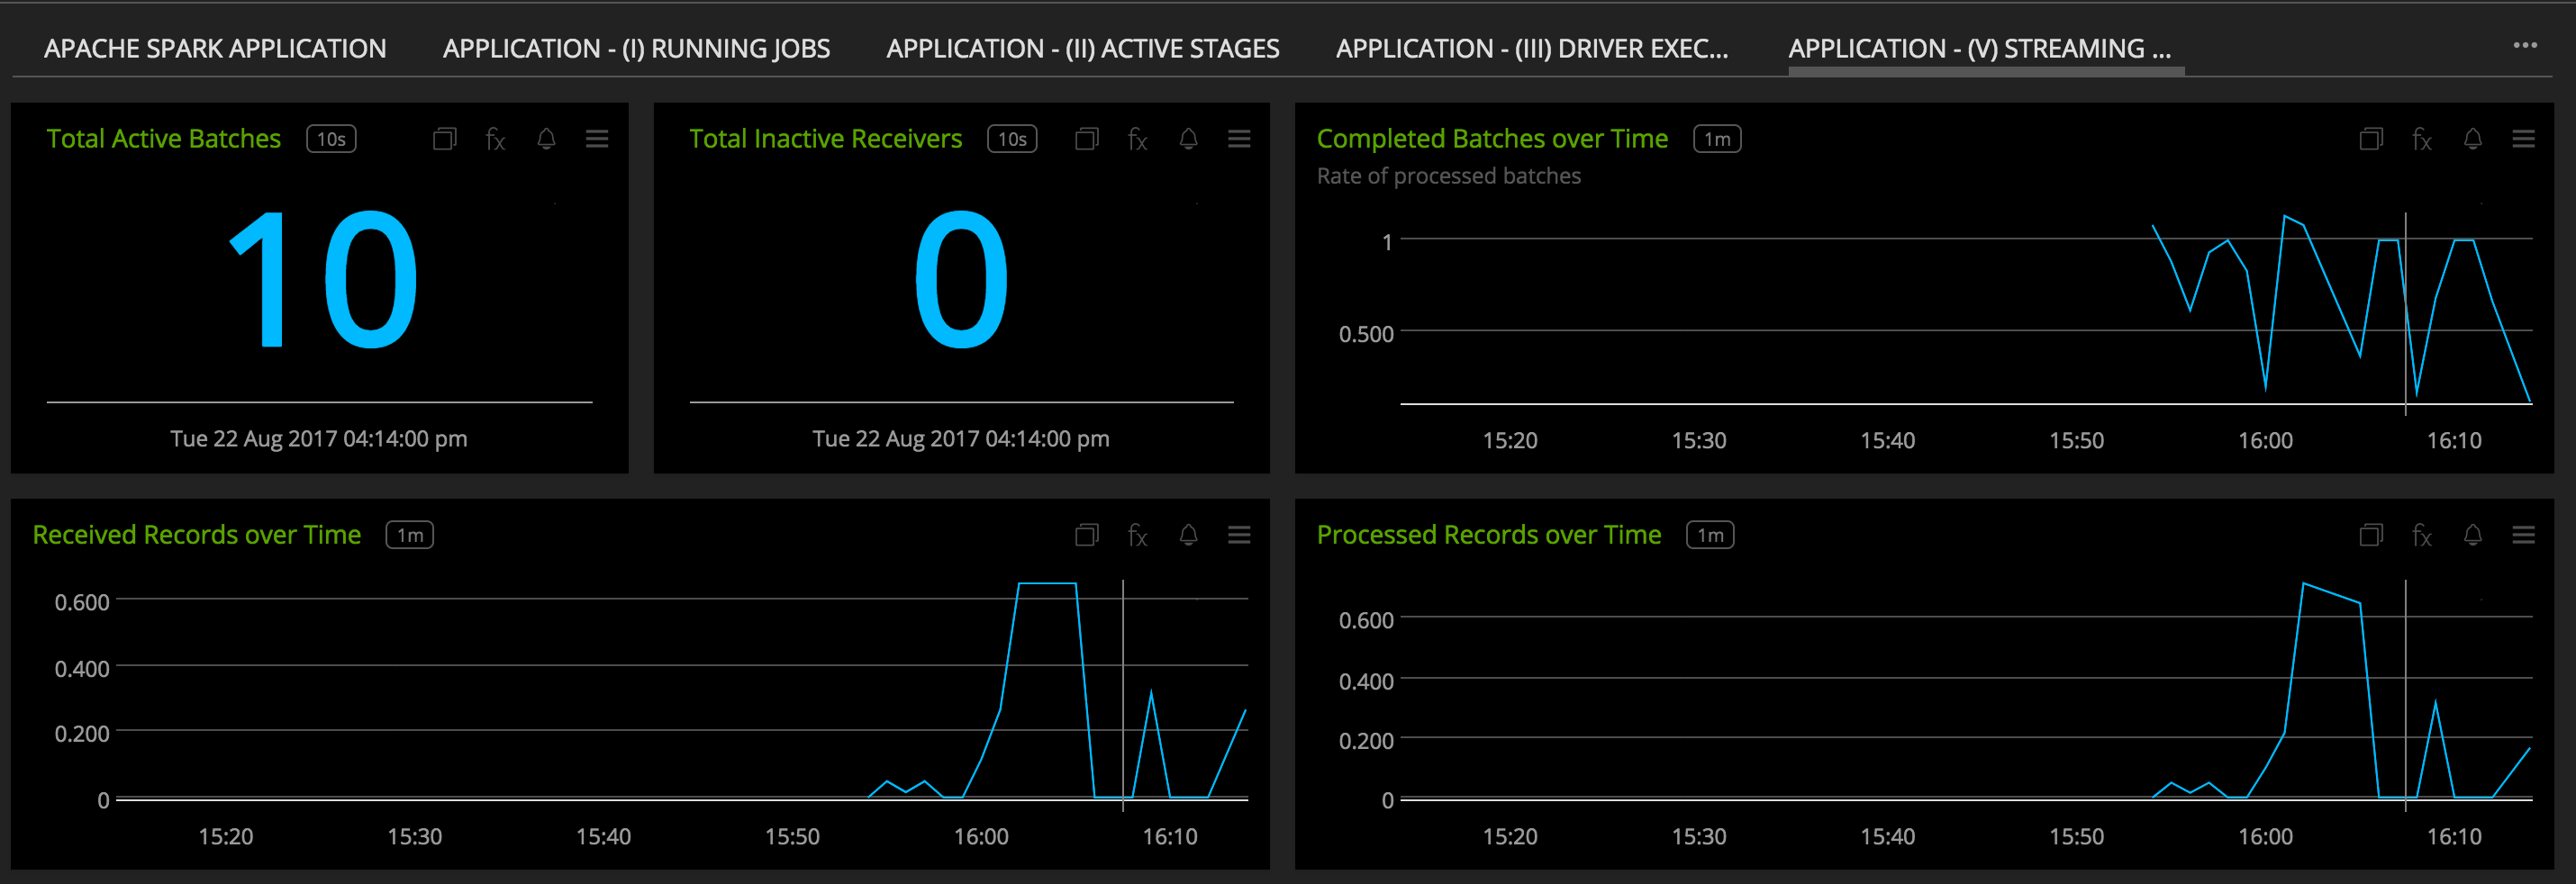 APACHE SPARK APPLICATION APPLICATION - (I) RUNNING JOBS APPLICATION - (II) ACTIVE STAGES APPLICATION - (III) DRIVER EXEC... APPLICATION - (V) STREAMING ... ...
Total Active Batches 10s fx
10
Tue 22 Aug 2017 04:14:00 pm
Total Inactive Receivers 10s fx
0
Tue 22 Aug 2017 04:14:00 pm
Completed Batches over Time 1m fx
Rate of processed batches
1
0.500
15:20 15:30 15:40 15:50 16:00 16:10
Received Records over Time 1m fx
0.600
0.400
0.200
0
15:20 15:30 15:40 15:50 16:00 16:10
Processed Records over Time 1m fx
0.600
0.400
0.200
0
15:20 15:30 15:40 15:50 16:00 16:10